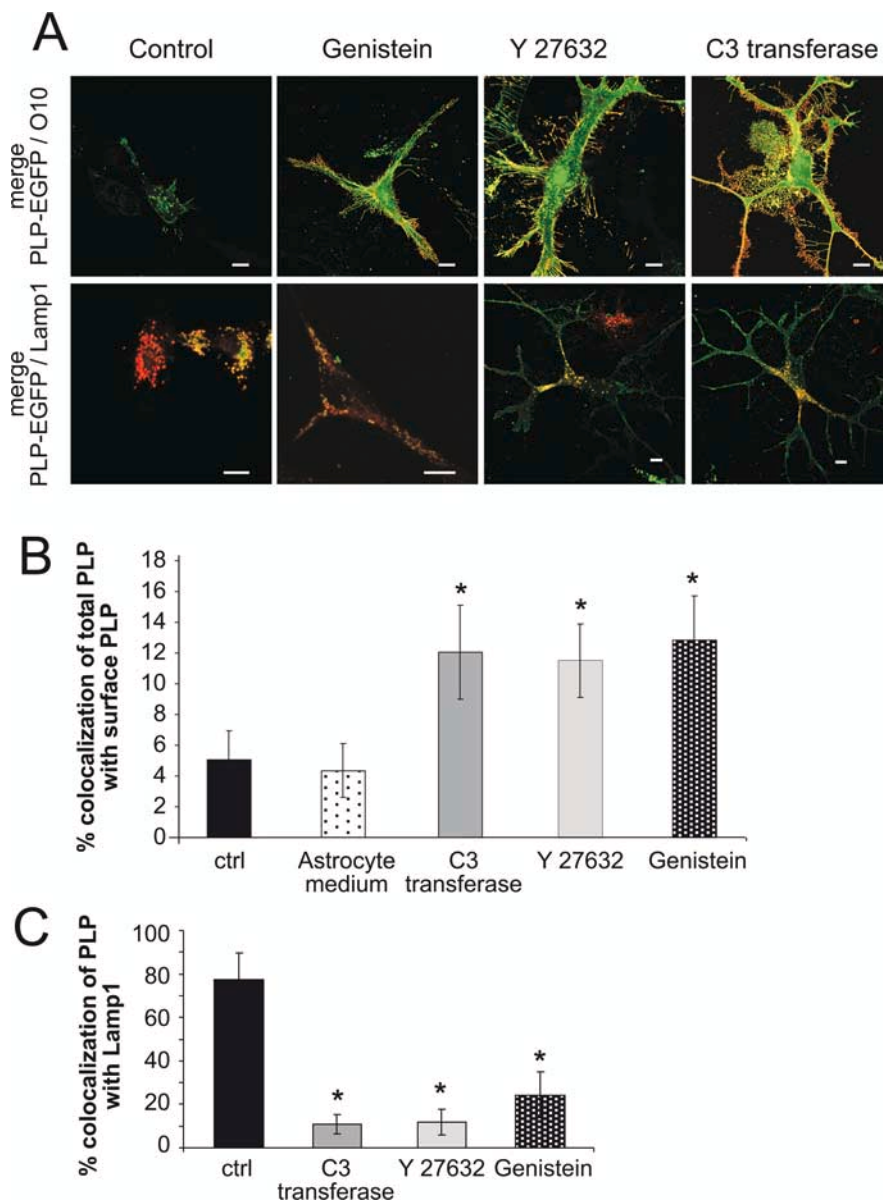 A
Control Genistein Y 27632 C3 transferase
merge
PLP-EGFP / O10
merge
PLP-EGFP / Lamp1
B
% colocalization of total PLP
with surface PLP
18
16
14
12
10
8
6
4
2
0
* * *
ctrl Astrocyte medium C3 transferase Y 27632 Genistein
C
% colocalization of PLP
with Lamp1
100
80
60
40
20
0
* * *
ctrl C3 transferase Y 27632 Genistein